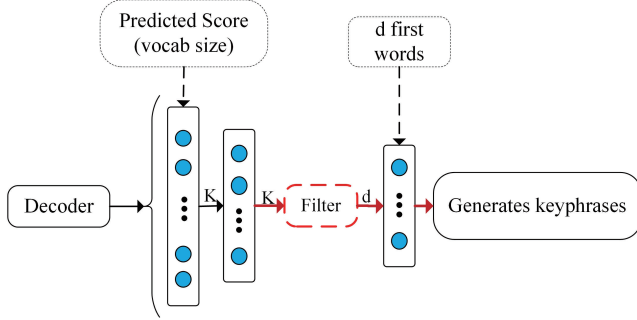 Predicted Score
(vocab size)
d first
words
Decoder
K
K
Filter
d
Generates keyphrases